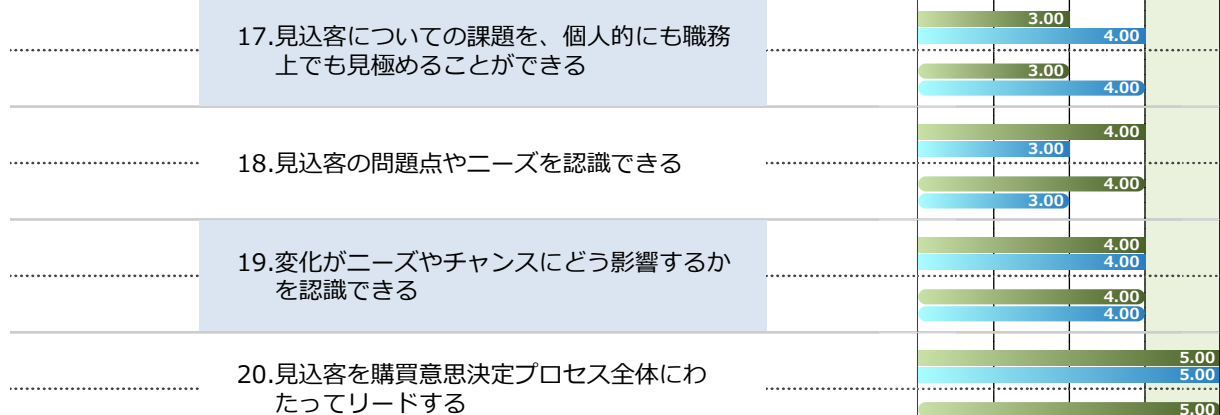 17.見込客についての課題を、個人的にも職務
上でも見極めることができる
3.00
4.00
3.00
4.00
18.見込客の問題点やニーズを認識できる
4.00
3.00
4.00
3.00
19.変化がニーズやチャンスにどう影響するか
を認識できる
4.00
4.00
4.00
4.00
20.見込客を購買意思決定プロセス全体にわ
たってリードする
5.00
5.00
5.00